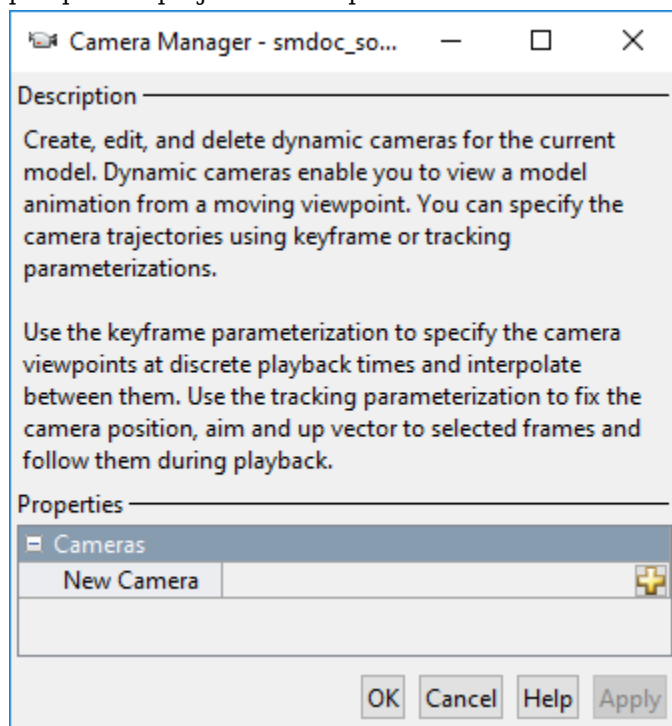 Camera Manager - smdoc_so...
Description
Create, edit, and delete dynamic cameras for the current
model. Dynamic cameras enable you to view a model
animation from a moving viewpoint. You can specify the
camera trajectories using keyframe or tracking
parameterizations.
Use the keyframe parameterization to specify the camera
viewpoints at discrete playback times and interpolate
between them. Use the tracking parameterization to fix the
camera position, aim and up vector to selected frames and
follow them during playback.
Properties
Cameras
New Camera
OK Cancel Help Apply